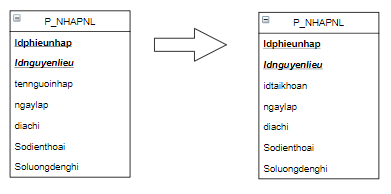 P_NHAPNL
Idphieunhap
Idnguyenlieu
tennguoinhap
ngaylap
diachi
Sodienthoai
Soluongdenghi
P_NHAPNL
Idphieunhap
Idnguyenlieu
idtaikhoan
ngaylap
diachi
Sodienthoai
Soluongdenghi